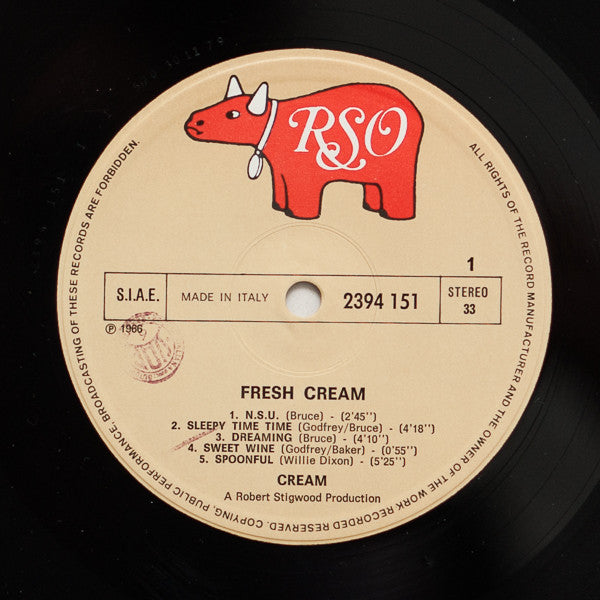 RSO
ALL RIGHTS OF THE RECORD MANUFACTURER AND THE OWNER OF THE WORK RECORDED RESERVED. COPYING, PUBLIC PERFORMANCE, BROADCASTING OF THESE RECORDS ARE FORBIDDEN.
1
S.I.A.E.
MADE IN ITALY
2394 151
STEREO
33
℗ 1966
FRESH CREAM
1. N.S.U. (Bruce) - (2'45'')
2. SLEEPY TIME TIME (Godfrey/Bruce) - (4'18'')
3. DREAMING (Bruce) - (4'10'')
4. SWEET WINE (Godfrey/Baker) - (0'55'')
5. SPOONFUL (Willie Dixon) - (5'25'')
CREAM
A Robert Stigwood Production